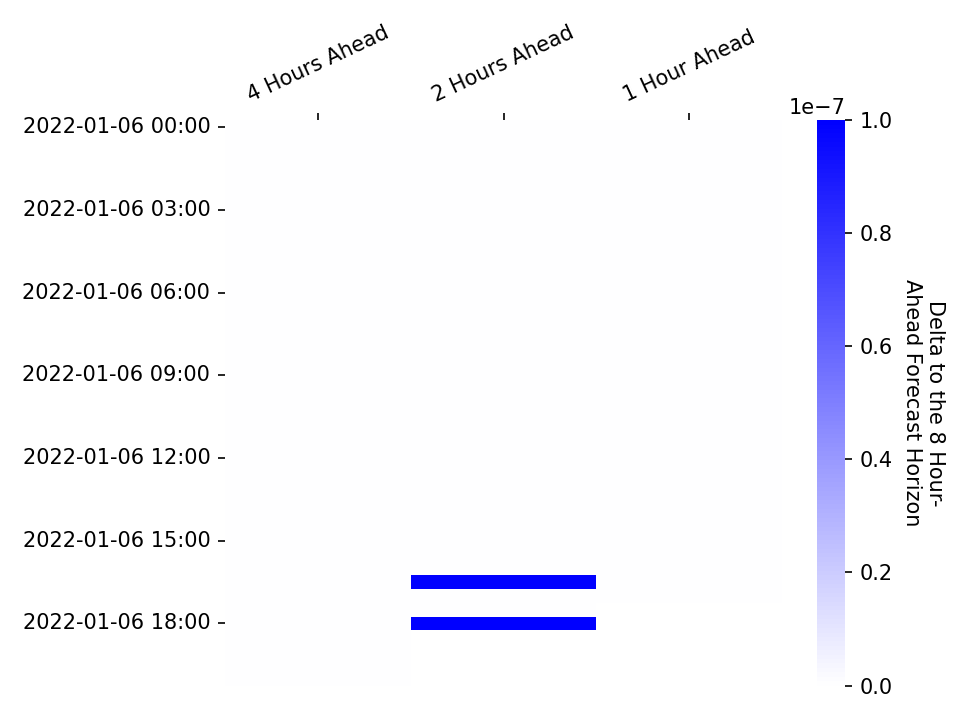 4 Hours Ahead
2 Hours Ahead
1 Hour Ahead
1e−7
2022-01-06 00:00
2022-01-06 03:00
2022-01-06 06:00
2022-01-06 09:00
2022-01-06 12:00
2022-01-06 15:00
2022-01-06 18:00
1.0
0.8
0.6
0.4
0.2
0.0
Delta to the 8 Hour-
Ahead Forecast Horizon